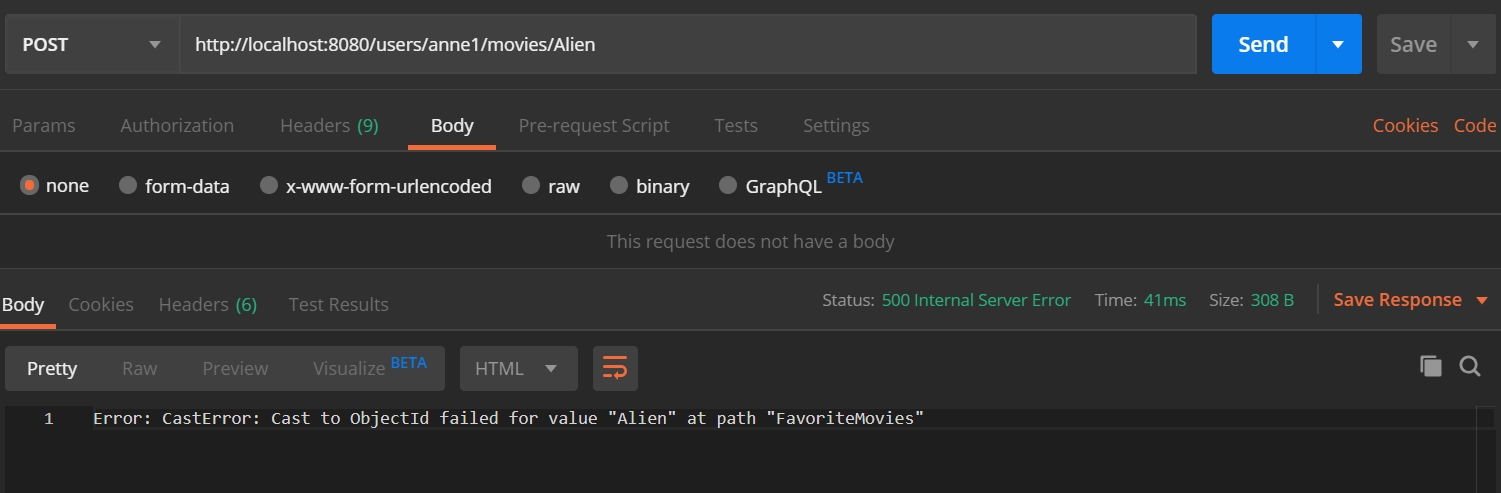 POST http://localhost:8080/users/anne1/movies/Alien Send Save
Params Authorization Headers (9) Body Pre-request Script Tests Settings Cookies Code
none form-data x-www-form-urlencoded raw binary GraphQL BETA
This request does not have a body
Body Cookies Headers (6) Test Results Status: 500 Internal Server Error Time: 41ms Size: 308 B Save Response
Pretty Raw Preview Visualize BETA HTML
1 Error: CastError: Cast to ObjectId failed for value "Alien" at path "FavoriteMovies"